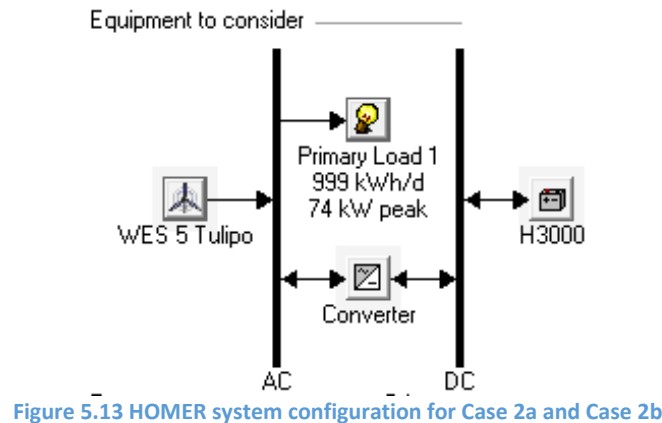 Equipment to consider
Primary Load 1
999 kWh/d
74 kW peak
WES 5 Tulipo
H3000
Converter
AC
DC
Figure 5.13 HOMER system configuration for Case 2a and Case 2b